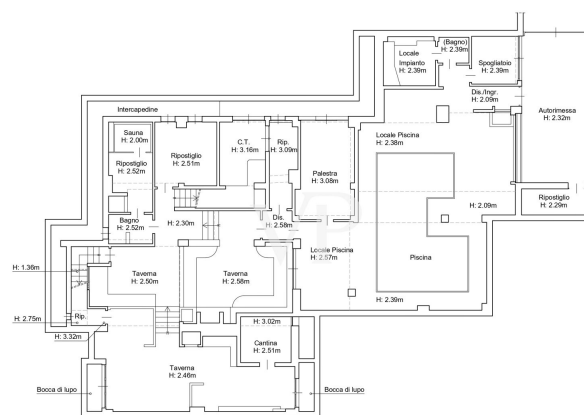 (Bagno)
H: 2.39m
Locale
Impianto
H: 2.39m
Spogliatoio
H: 2.39m
Dis./Ingr.
H: 2.09m
Autorimessa
H: 2.32m
Intercapedine
Sauna
H: 2.00m
Ripostiglio
H: 2.52m
Ripostiglio
H: 2.51m
C.T.
H: 3.16m
Rip.
H: 3.09m
Palestra
H: 3.08m
Locale Piscina
H: 2.38m
Ripostiglio
H: 2.29m
H: 2.09m
Bagno
H: 2.52m
H: 2.30m
Dis.
H: 2.56m
Locale Piscina
H: 2.57m
Piscina
H: 2.39m
H: 1.36m
Taverna
H: 2.50m
Taverna
H: 2.58m
H: 2.75m
Rip.
H: 3.32m
H: 3.02m
Cantina
H: 2.51m
Taverna
H: 2.46m
Bocca di lupo
Bocca di lupo
VP